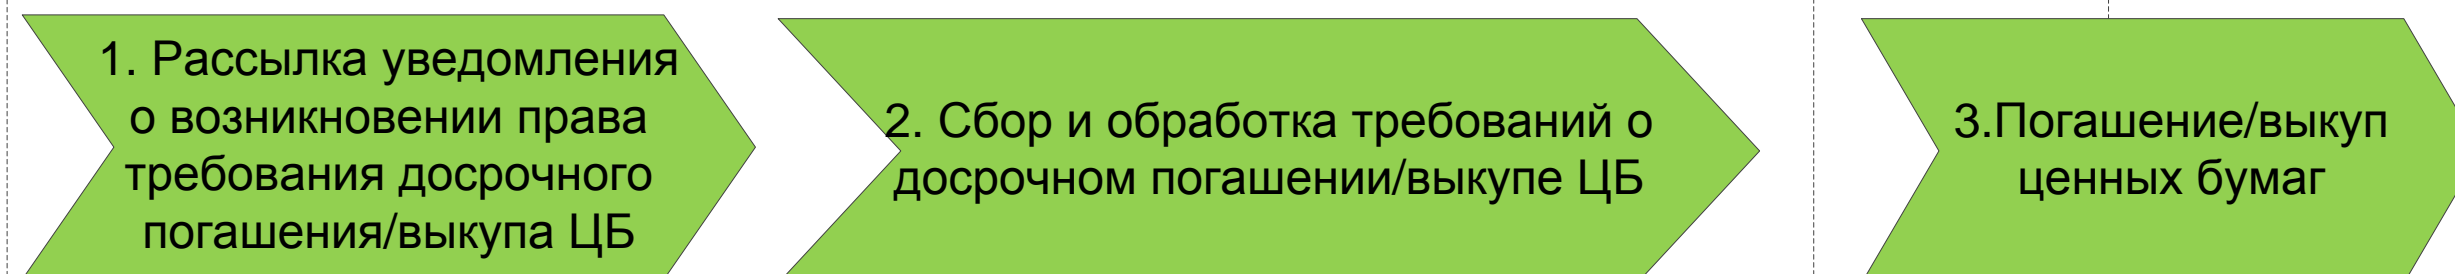 1. Рассылка уведомления
о возникновении права
требования досрочного
погашения/выкупа ЦБ
2. Сбор и обработка требований о
досрочном погашении/выкупе ЦБ
3.Погашение/выкуп
ценных бумаг